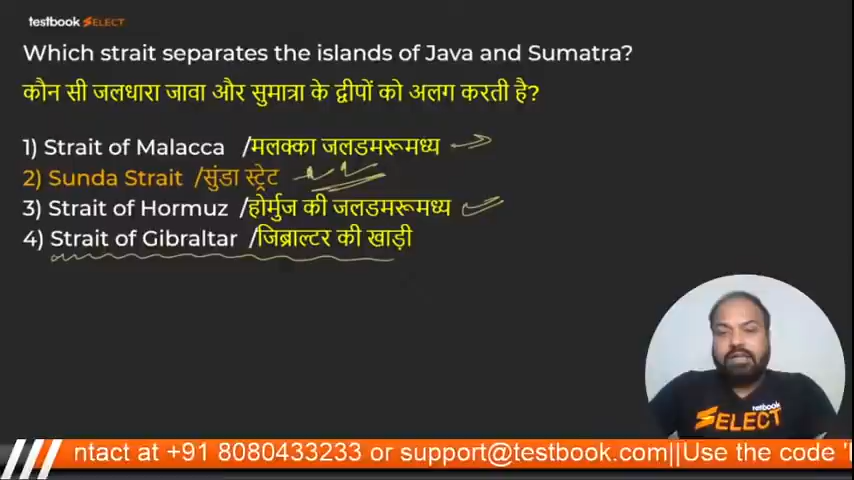 testbook SELECT
Which strait separates the islands of Java and Sumatra?
कौन सी जलधारा जावा और सुमात्रा के द्वीपों को अलग करती है?
1) Strait of Malacca /मलक्का जलडमरूमध्य
2) Sunda Strait /सुंडा स्ट्रेट
3) Strait of Hormuz /होर्मुज की जलडमरूमध्य
4) Strait of Gibraltar /जिब्राल्टर की खाड़ी
testbook
SELECT
ntact at +91 8080433233 or support@testbook.com||Use the code '